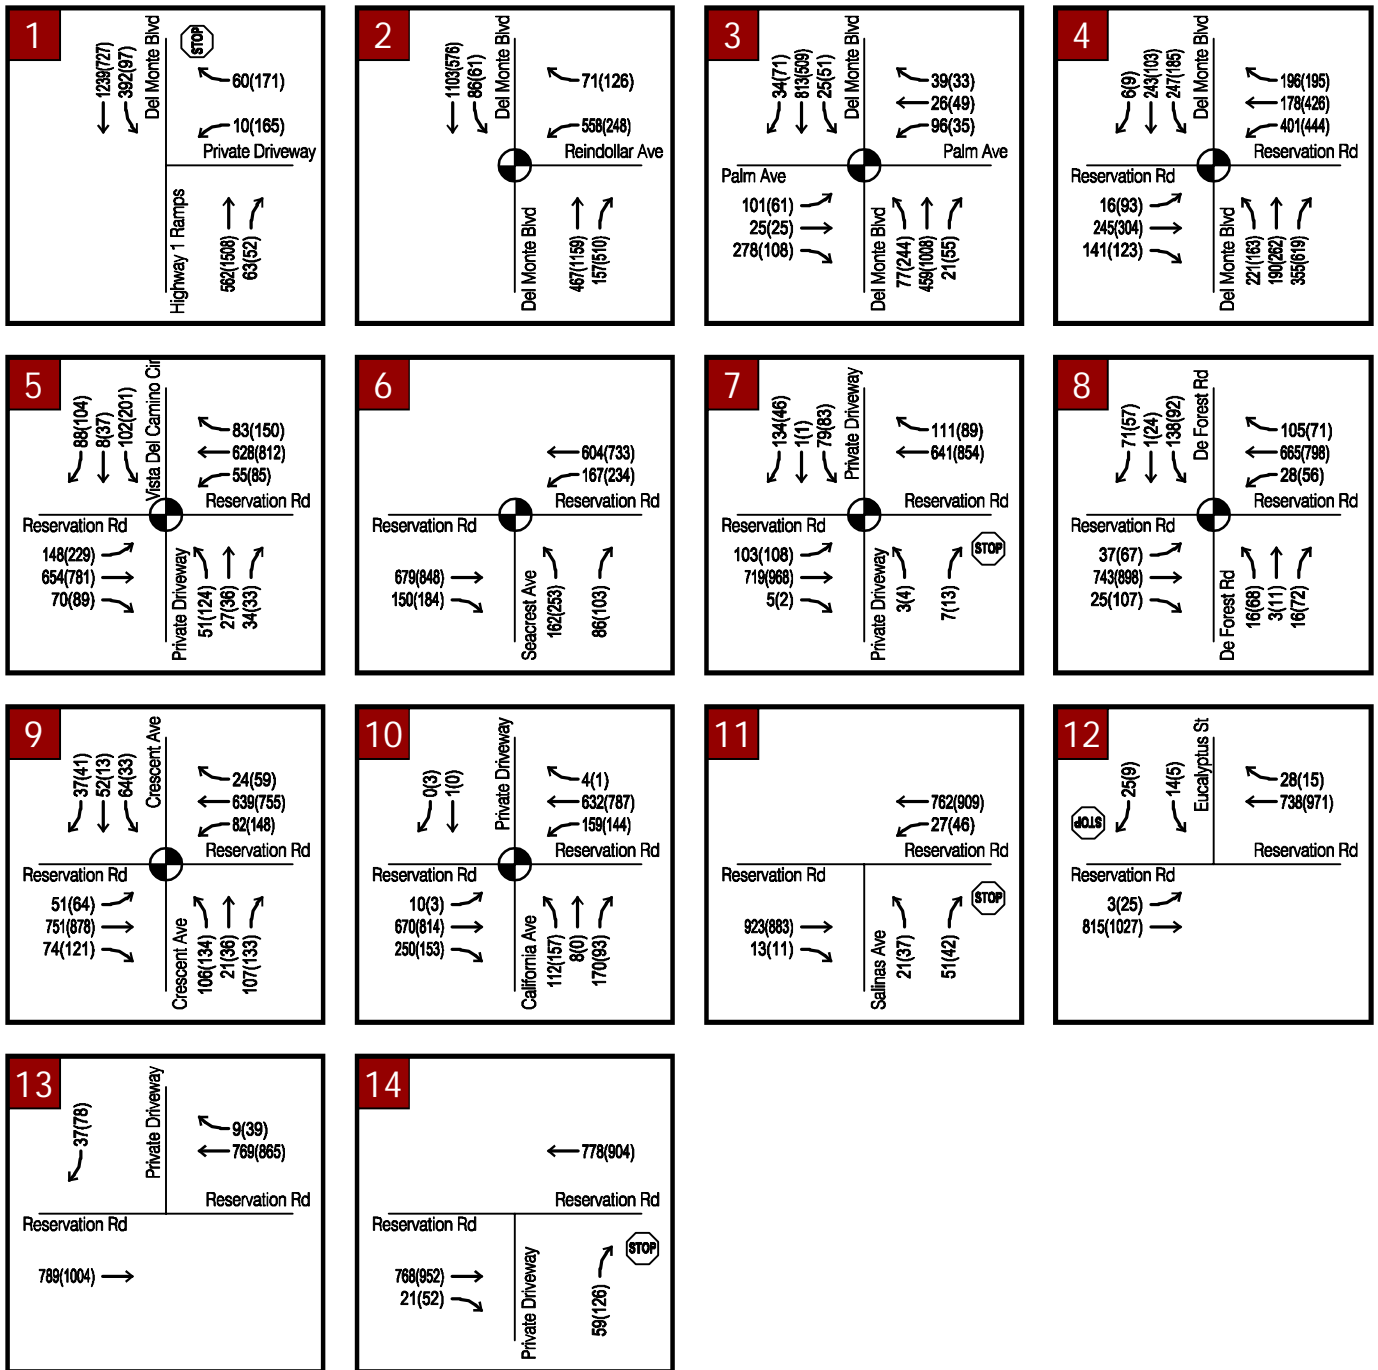 1
1239(727)
392(97)
Del Monte Blvd
STOP
60(171)
10(165)
Private Driveway
Highway 1 Ramps
562(1508)
63(52)
2
1103(576)
86(61)
Del Monte Blvd
71(126)
558(248)
Reindollar Ave
Del Monte Blvd
467(1159)
157(510)
3
34(71)
813(509)
25(51)
Del Monte Blvd
39(33)
26(49)
96(35)
Palm Ave
Palm Ave
101(61)
25(25)
278(108)
Del Monte Blvd
77(244)
459(1008)
21(55)
4
6(9)
243(103)
247(185)
Del Monte Blvd
196(195)
178(426)
401(444)
Reservation Rd
Reservation Rd
16(93)
245(304)
141(123)
Del Monte Blvd
221(163)
190(262)
355(619)
5
88(104)
8(37)
102(201)
Vista Del Camino Cir
83(150)
628(812)
55(85)
Reservation Rd
Reservation Rd
148(229)
654(781)
70(89)
Private Driveway
51(124)
27(36)
34(33)
6
604(733)
167(234)
Reservation Rd
Reservation Rd
679(848)
150(184)
Seacrest Ave
162(253)
86(103)
7
134(46)
1(1)
79(83)
Private Driveway
111(89)
641(854)
Reservation Rd
Reservation Rd
103(108)
719(968)
5(2)
Private Driveway
3(4)
7(13)
STOP
8
71(57)
1(24)
138(92)
De Forest Rd
105(71)
665(798)
28(56)
Reservation Rd
Reservation Rd
37(67)
743(898)
25(107)
De Forest Rd
16(68)
3(11)
16(72)
9
37(41)
52(13)
64(33)
Crescent Ave
24(59)
639(755)
82(148)
Reservation Rd
Reservation Rd
51(64)
751(878)
74(121)
Crescent Ave
106(134)
21(36)
107(133)
10
0(3)
1(0)
Private Driveway
4(1)
632(787)
159(144)
Reservation Rd
Reservation Rd
10(3)
670(814)
250(153)
California Ave
112(157)
8(0)
170(93)
11
762(909)
27(46)
Reservation Rd
Reservation Rd
923(883)
13(11)
Salinas Ave
21(37)
51(42)
STOP
12
25(9)
14(5)
Eucalyptus St
STOP
28(15)
738(971)
Reservation Rd
Reservation Rd
3(25)
815(1027)
13
37(78)
Private Driveway
9(39)
769(865)
Reservation Rd
Reservation Rd
789(1004)
14
778(904)
Reservation Rd
Reservation Rd
768(952)
21(52)
Private Driveway
59(126)
STOP